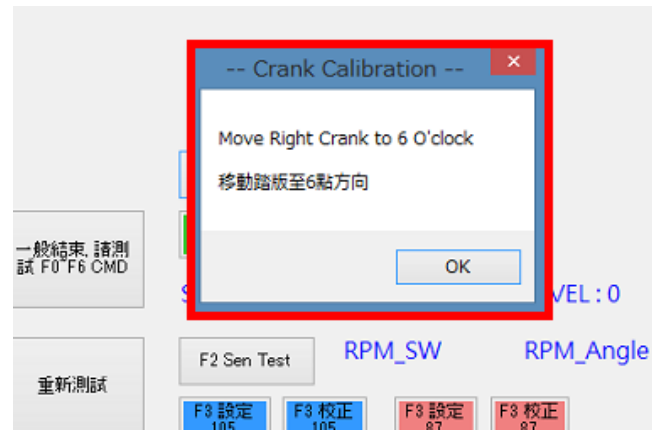 -- Crank Calibration --
Move Right Crank to 6 O'clock
移動踏版至6點方向
OK
一般結束, 請測
試 F0~F6 CMD
VEL : 0
F2 Sen Test
RPM_SW
RPM_Angle
重新測試
F3 設定
105
F3 校正
105
F3 設定
87
F3 校正
87